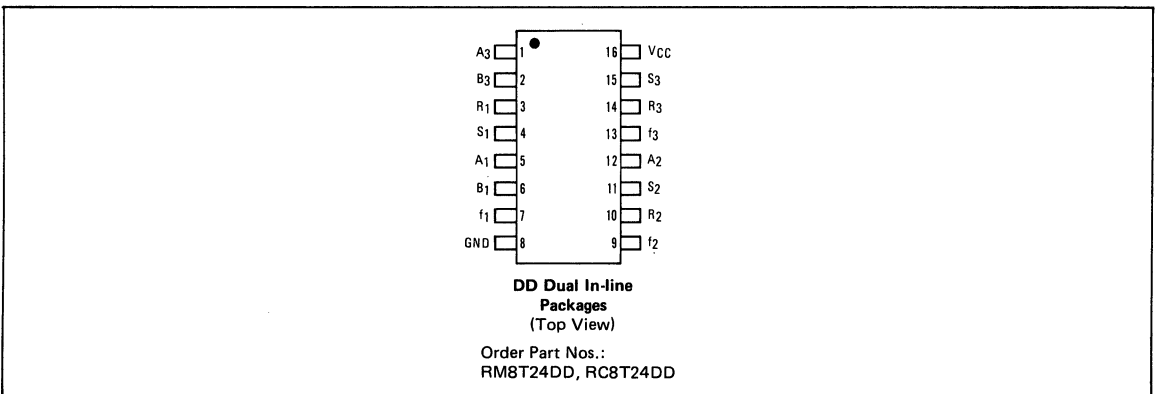 A3 1 16 VCC
B3 2 15 S3
R1 3 14 R3
S1 4 13 f3
A1 5 12 A2
B1 6 11 S2
f1 7 10 R2
GND 8 9 f2
DD Dual In-line
Packages
(Top View)
Order Part Nos.:
RM8T24DD, RC8T24DD